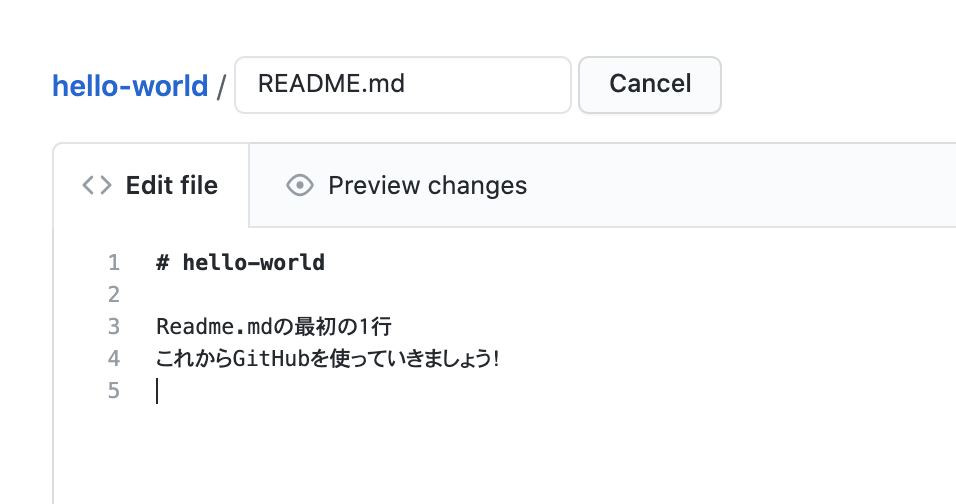 hello-world / README.md Cancel
<> Edit file Preview changes
1 # hello-world
2
3 Readme.mdの最初の1行
4 これからGitHubを使っていきましょう!
5